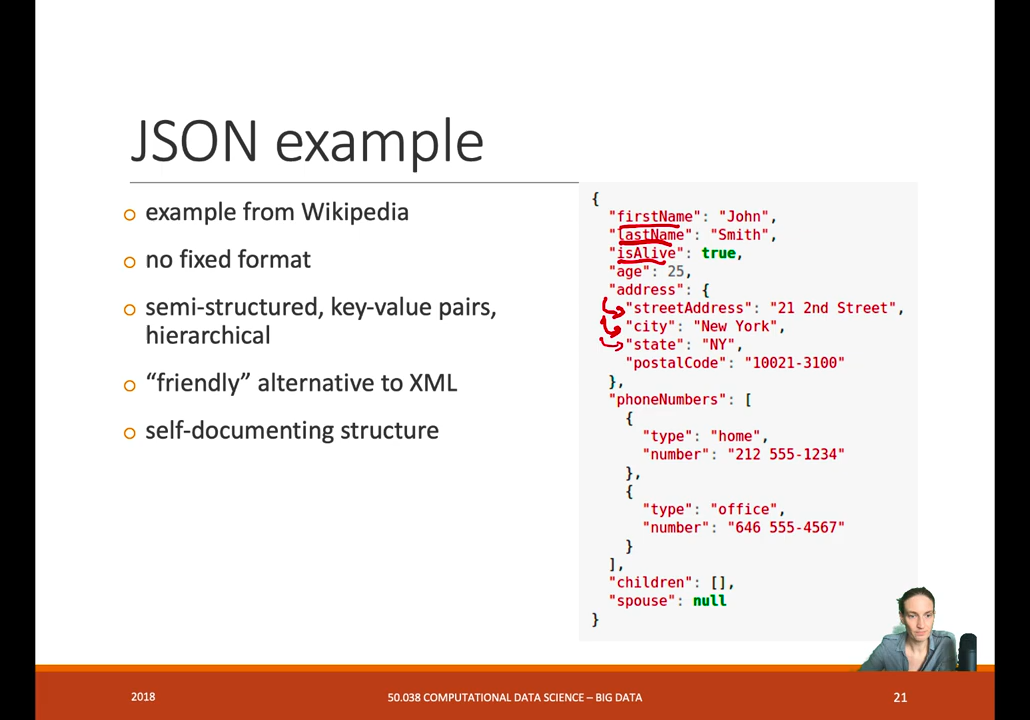 JSON example
example from Wikipedia
no fixed format
semi-structured, key-value pairs,
hierarchical
“friendly” alternative to XML
self-documenting structure
{
"firstName": "John",
"lastName": "Smith",
"isAlive": true,
"age": 25,
"address": {
"streetAddress": "21 2nd Street",
"city": "New York",
"state": "NY",
"postalCode": "10021-3100"
},
"phoneNumbers": [
{
"type": "home",
"number": "212 555-1234"
},
{
"type": "office",
"number": "646 555-4567"
}
],
"children": [],
"spouse": null
}
2018
50.038 COMPUTATIONAL DATA SCIENCE – BIG DATA
21